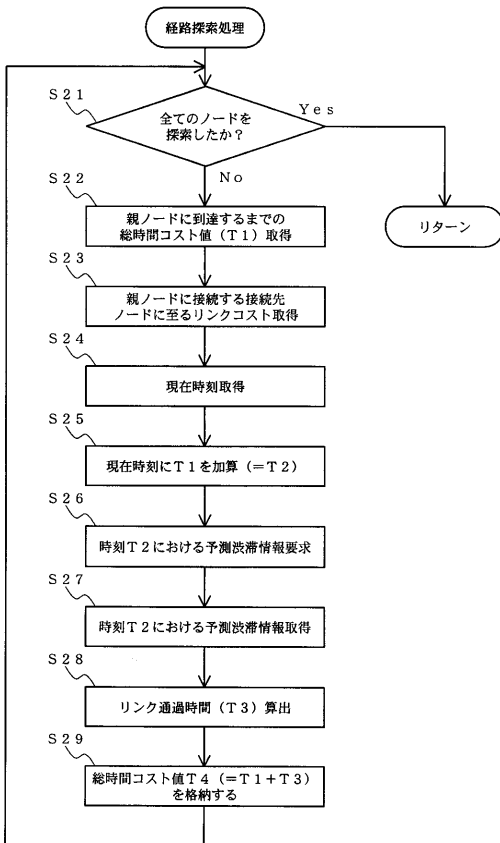 経路探索処理
S21
全てのノードを
探索したか？
Yes
No
リターン
S22
親ノードに到達するまでの
総時間コスト値（T1）取得
S23
親ノードに接続する接続先
ノードに至るリンクコスト取得
S24
現在時刻取得
S25
現在時刻にT1を加算（＝T2）
S26
時刻T2における予測渋滞情報要求
S27
時刻T2における予測渋滞情報取得
S28
リンク通過時間（T3）算出
S29
総時間コスト値T4（＝T1＋T3）
を格納する